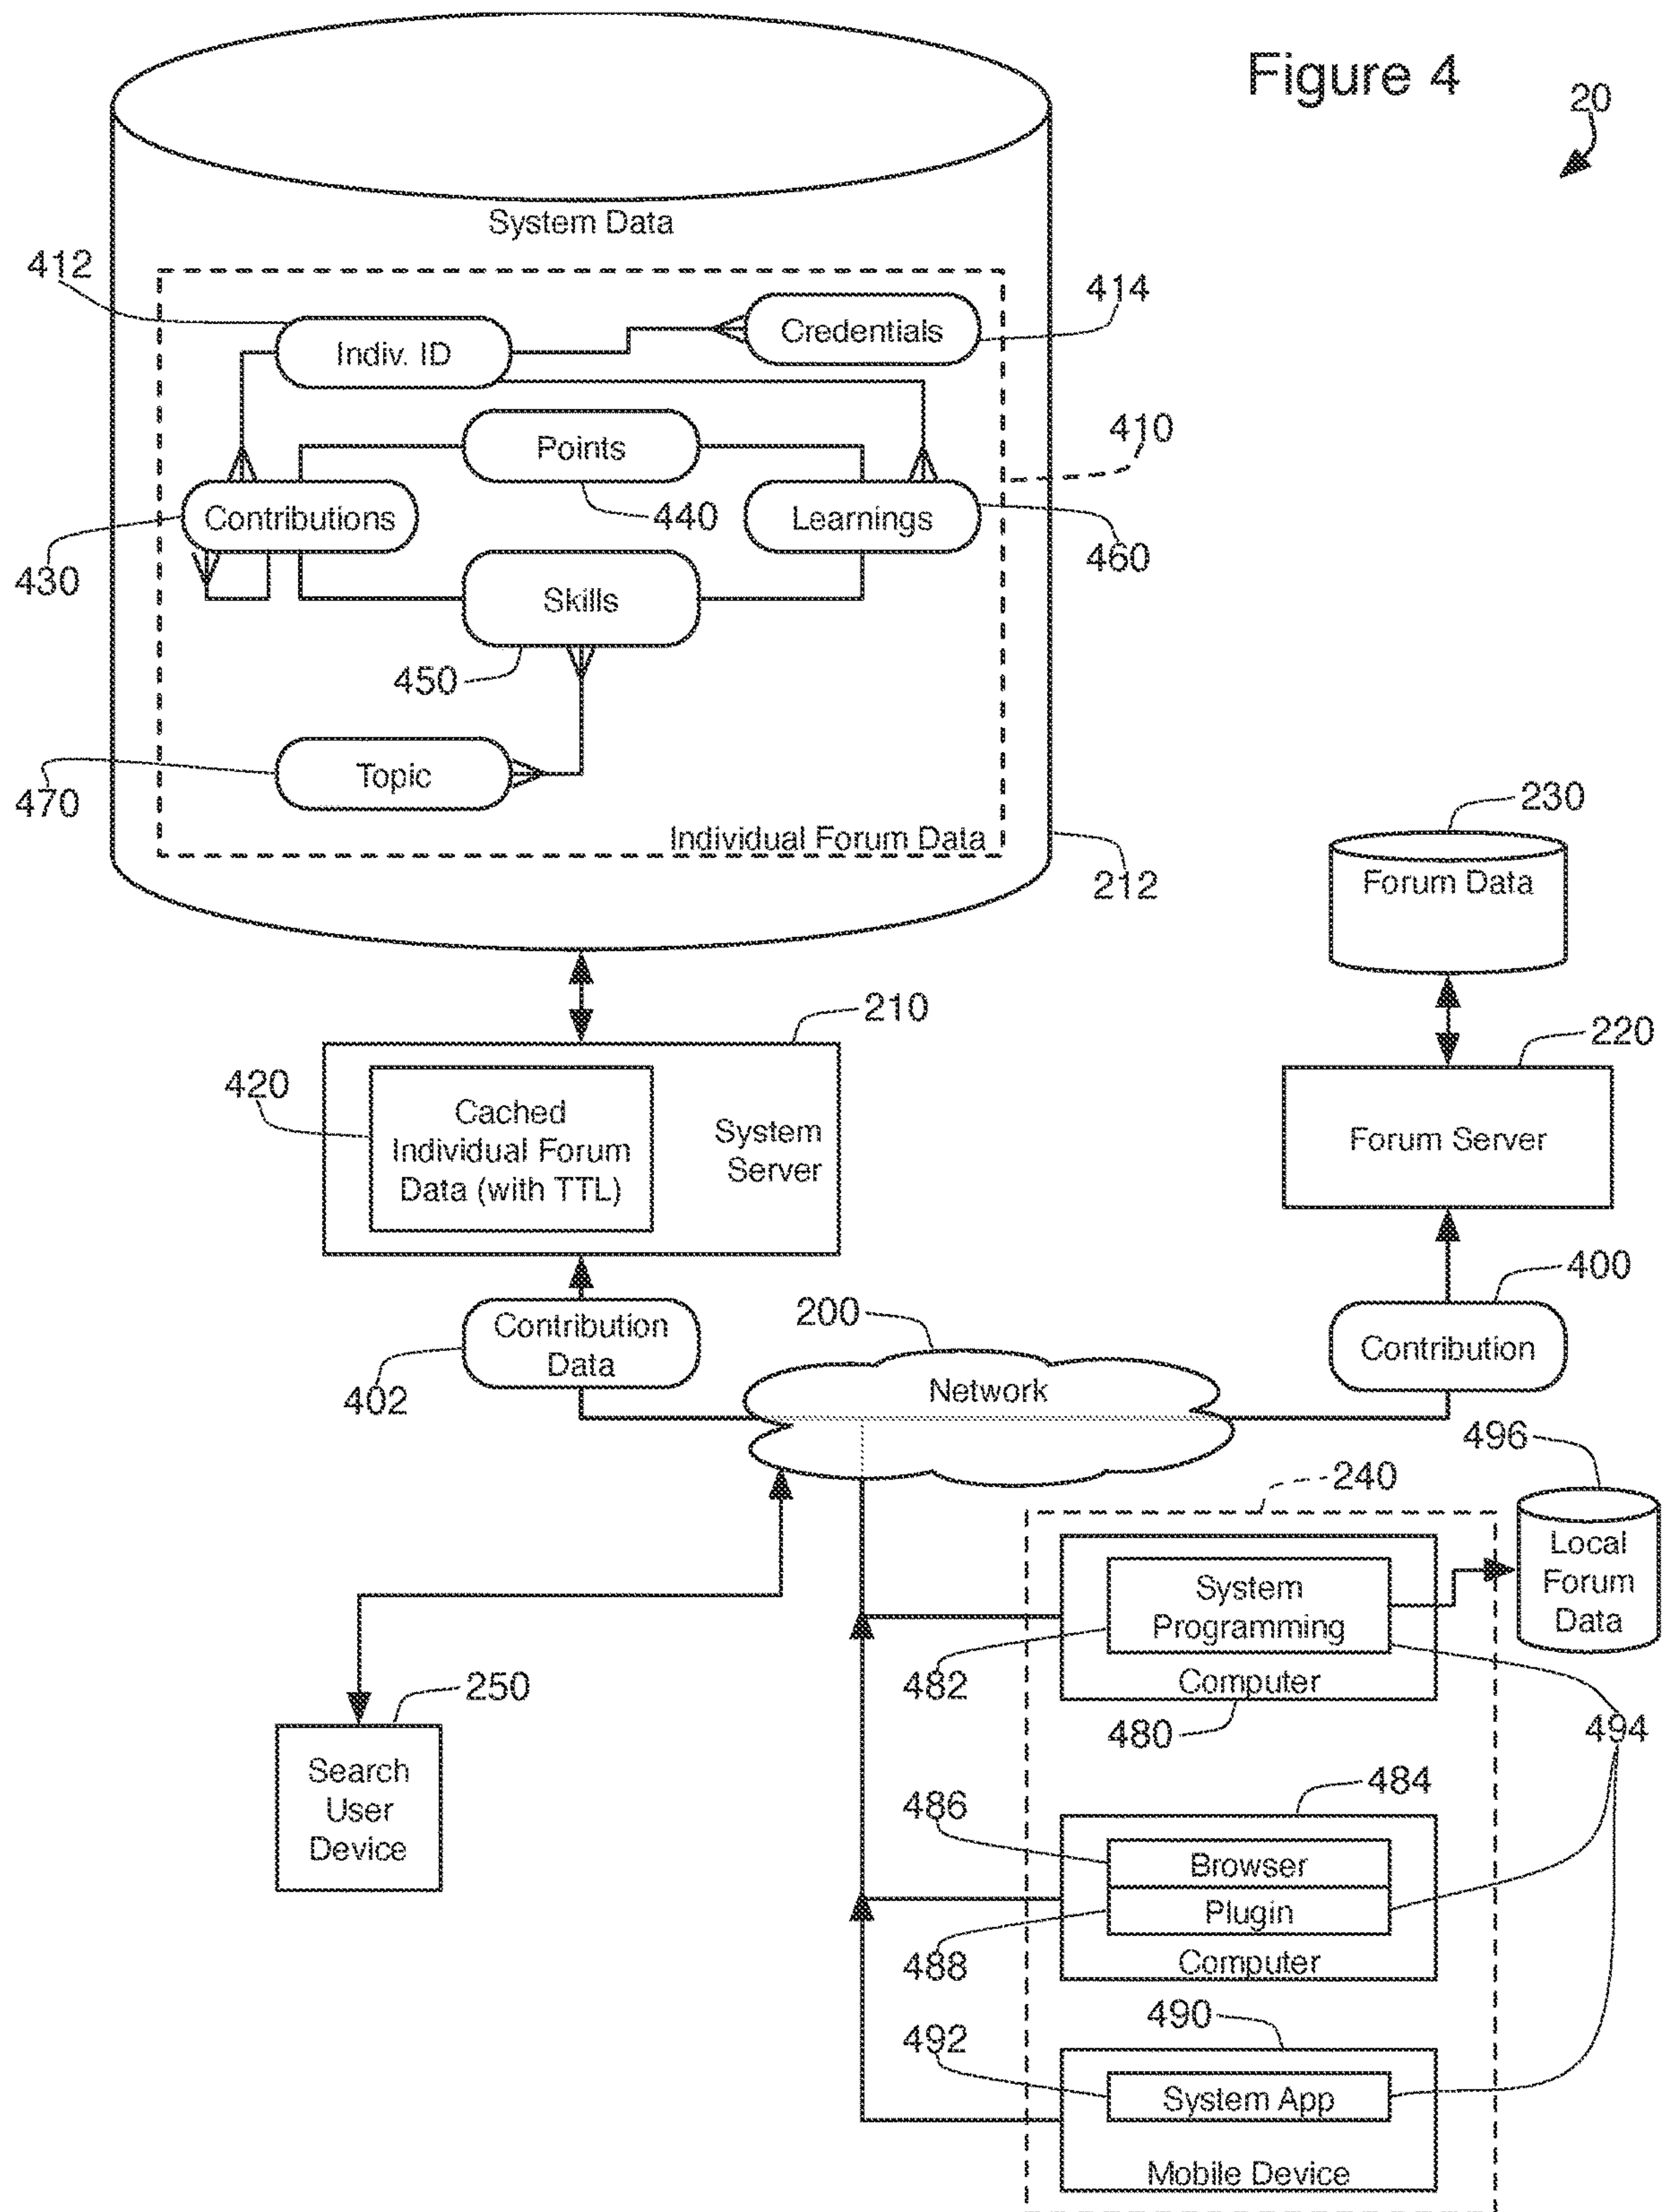 Figure 4
20
System Data
412
414
Credentials
Indiv. ID
410
Points
Contributions
440
Learnings
430
460
Skills
450
Topic
470
230
Individual Forum Data
212
Forum Data
210
220
420
Cached
Individual Forum
Data (with TTL)
System
Server
Forum Server
400
200
Contribution
Data
Contribution
402
Network
496
240
Local
Forum
Data
System
Programming
482
Computer
250
494
480
Search
User
Device
484
486
Browser
Plugin
488
Computer
490
492
System App
Mobile Device